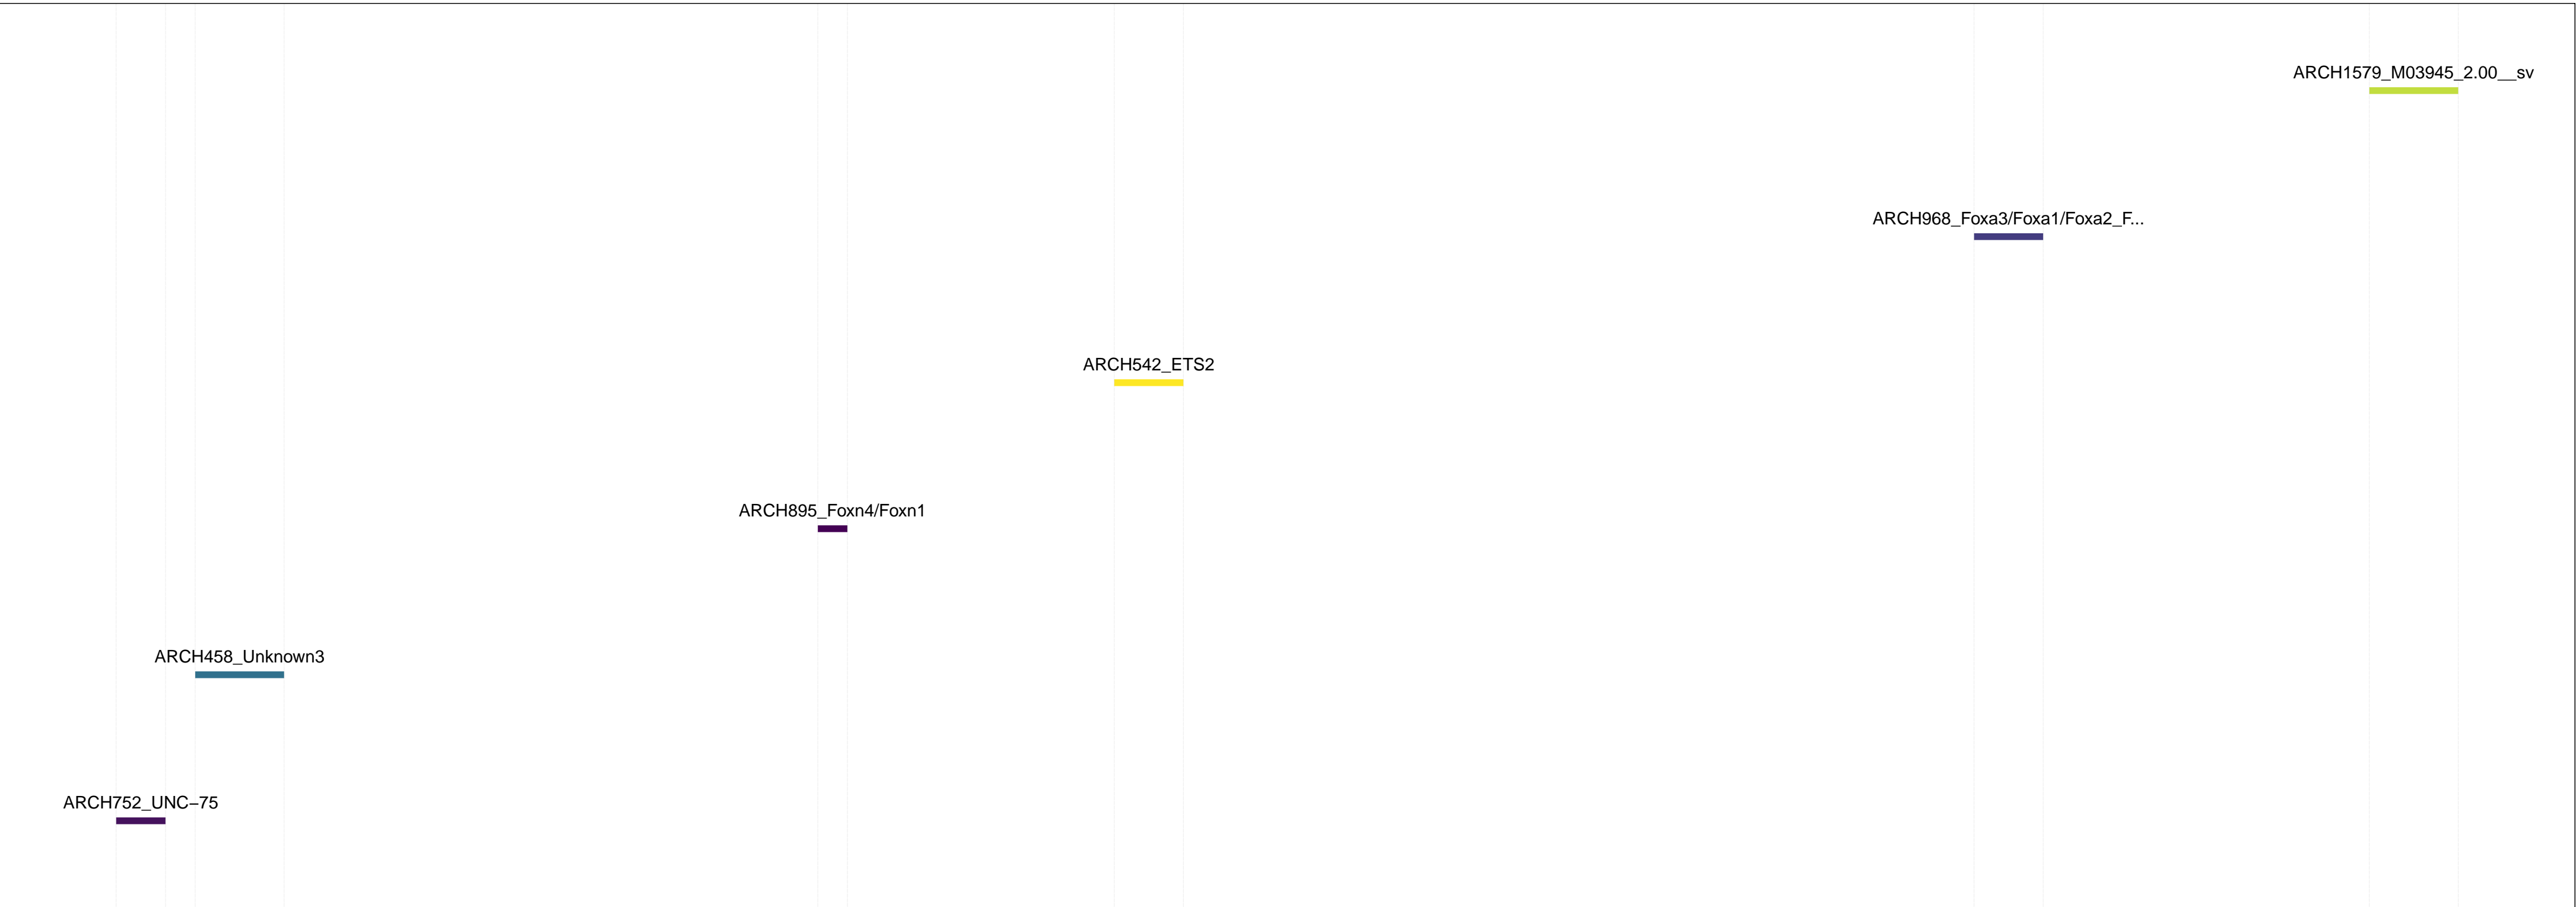 ARCH1579_M03945_2.00__sv
ARCH968_Foxa3/Foxa1/Foxa2_F...
ARCH542_ETS2
ARCH895_Foxn4/Foxn1
ARCH458_Unknown3
ARCH752_UNC−75